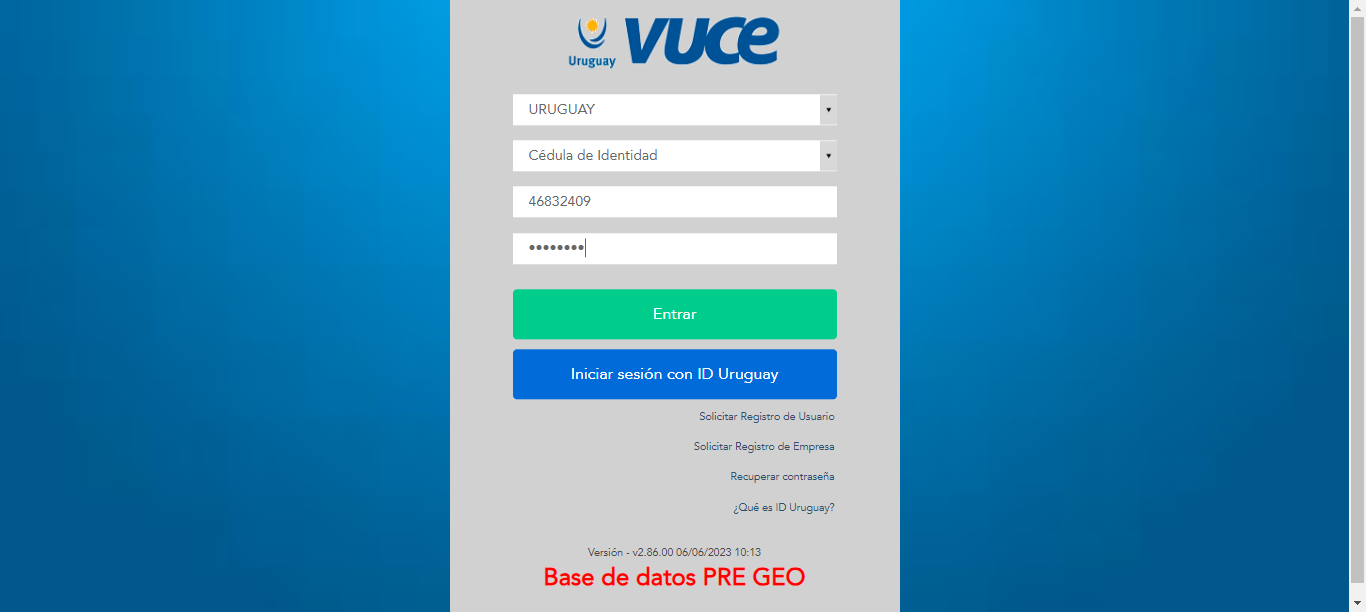 Uruguay
vuce
URUGUAY
Cédula de Identidad
46832409
••••••••
Entrar
Iniciar sesión con ID Uruguay
Solicitar Registro de Usuario
Solicitar Registro de Empresa
Recuperar contraseña
¿Qué es ID Uruguay?
Versión - v2.86.00 06/06/2023 10:13
Base de datos PRE GEO